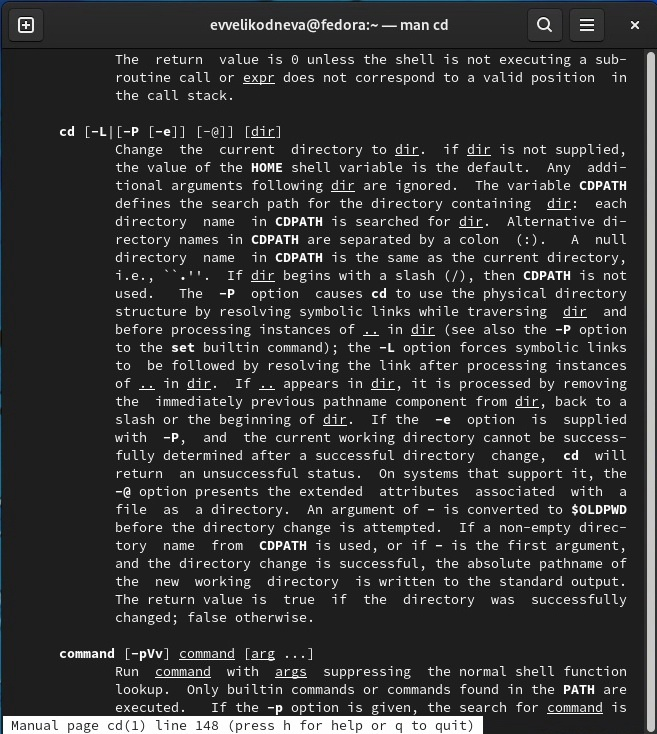 evvelikodneva@fedora:~ — man cd
The return value is 0 unless the shell is not executing a sub-
routine call or expr does not correspond to a valid position in
the call stack.
cd [-L|[-P [-e]] [-@]] [dir]
Change the current directory to dir. if dir is not supplied,
the value of the HOME shell variable is the default. Any addi-
tional arguments following dir are ignored. The variable CDPATH
defines the search path for the directory containing dir: each
directory name in CDPATH is searched for dir. Alternative di-
rectory names in CDPATH are separated by a colon (:). A null
directory name in CDPATH is the same as the current directory,
i.e., ``.''. If dir begins with a slash (/), then CDPATH is not
used. The -P option causes cd to use the physical directory
structure by resolving symbolic links while traversing dir and
before processing instances of .. in dir (see also the -P option
to the set builtin command); the -L option forces symbolic links
to be followed by resolving the link after processing instances
of .. in dir. If .. appears in dir, it is processed by removing
the immediately previous pathname component from dir, back to a
slash or the beginning of dir. If the -e option is supplied
with -P, and the current working directory cannot be success-
fully determined after a successful directory change, cd will
return an unsuccessful status. On systems that support it, the
-@ option presents the extended attributes associated with a
file as a directory. An argument of - is converted to $OLDPWD
before the directory change is attempted. If a non-empty direc-
tory name from CDPATH is used, or if - is the first argument,
and the directory change is successful, the absolute pathname of
the new working directory is written to the standard output.
The return value is true if the directory was successfully
changed; false otherwise.
command [-pVv] command [arg ...]
Run command with args suppressing the normal shell function
lookup. Only builtin commands or commands found in the PATH are
executed. If the -p option is given, the search for command is
Manual page cd(1) line 148 (press h for help or q to quit)